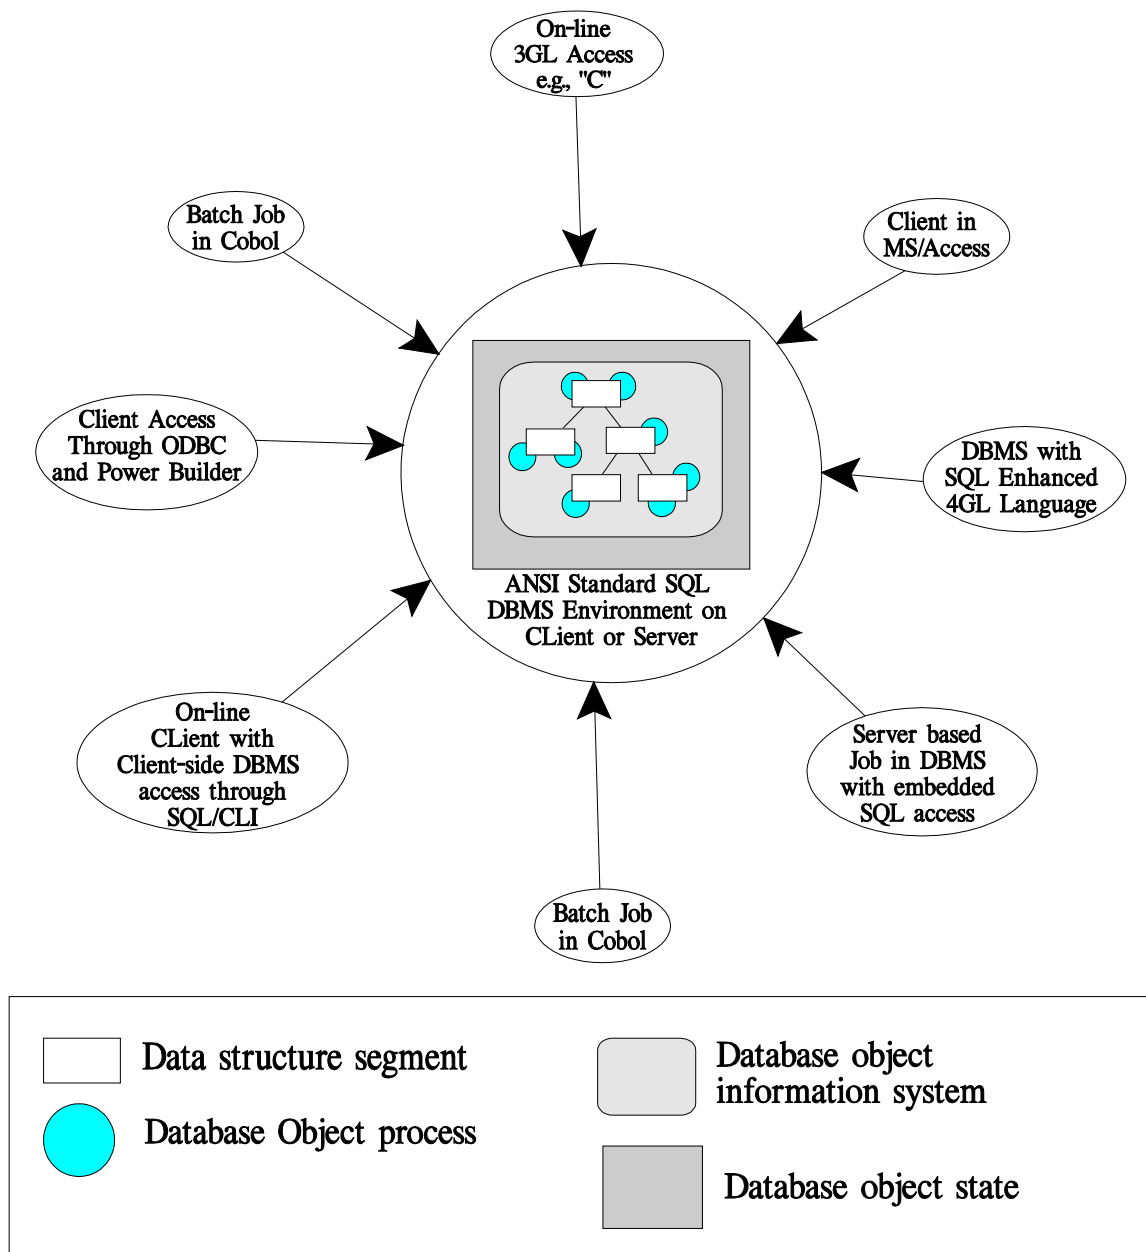 On-line
3GL Access
e.g., "C"
Batch Job
in Cobol
Client in
MS/Access
Client Access
Through ODBC
and Power Builder
DBMS with
SQL Enhanced
4GL Language
ANSI Standard SQL
DBMS Environment on
CLient or Server
On-line
CLient with
Client-side DBMS
access through
SQL/CLI
Server based
Job in DBMS
with embedded
SQL access
Batch Job
in Cobol
Data structure segment
Database Object process
Database object
information system
Database object state